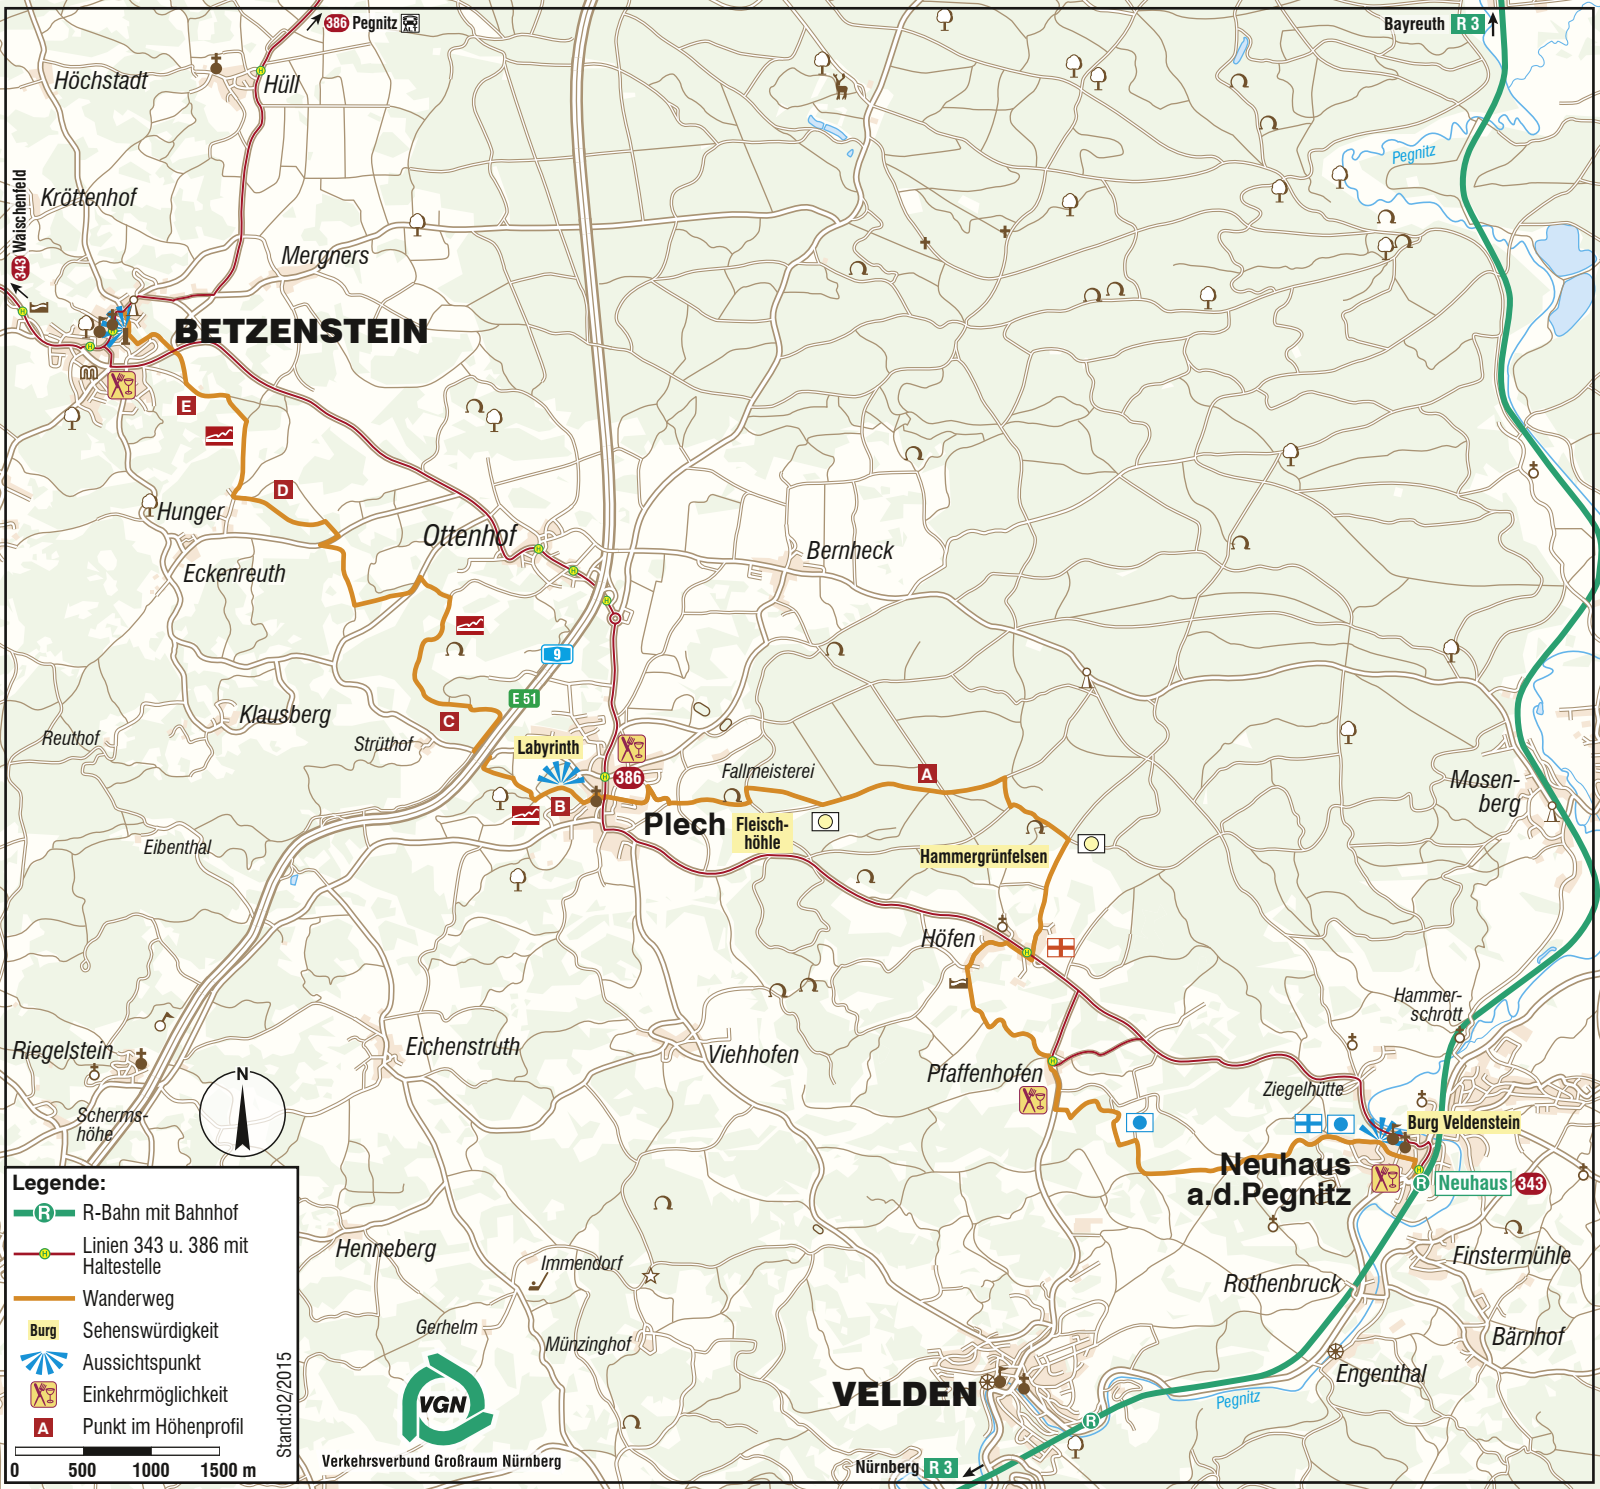 386 Pegnitz
ALT
Bayreuth R 3
Höchstadt
Hüll
Pegnitz
343 Waischenfeld
Kröttenhof
Mergners
BETZENSTEIN
E
D
Hunger
Ottenhof
Bernheck
Eckenreuth
9
E 51
C
Klausberg
Reuthof
Strüthof
Labyrinth
386
Fallmeisterei
A
Mosen-
berg
B
Plech
Fleisch-
höhle
Hammergrünfelsen
Eibenthal
Höfen
Hammer-
schrott
Riegelstein
Eichenstruth
Viehhofen
Pfaffenhofen
Ziegelhütte
N
Scherms-
höhe
Burg Veldenstein
Neuhaus
a.d.Pegnitz
R Neuhaus 343
Legende:
R R-Bahn mit Bahnhof
H Linien 343 u. 386 mit
Haltestelle
Wanderweg
Burg Sehenswürdigkeit
Aussichtspunkt
Einkehrmöglichkeit
A Punkt im Höhenprofil
0 500 1000 1500 m
Stand:02/2015
Henneberg
Immendorf
Gerhelm
Münzinghof
Finstermühle
Rothenbruck
Bärnhof
Engenthal
VELDEN
Pegnitz
R
VGN
Verkehrsverbund Großraum Nürnberg
Nürnberg R 3